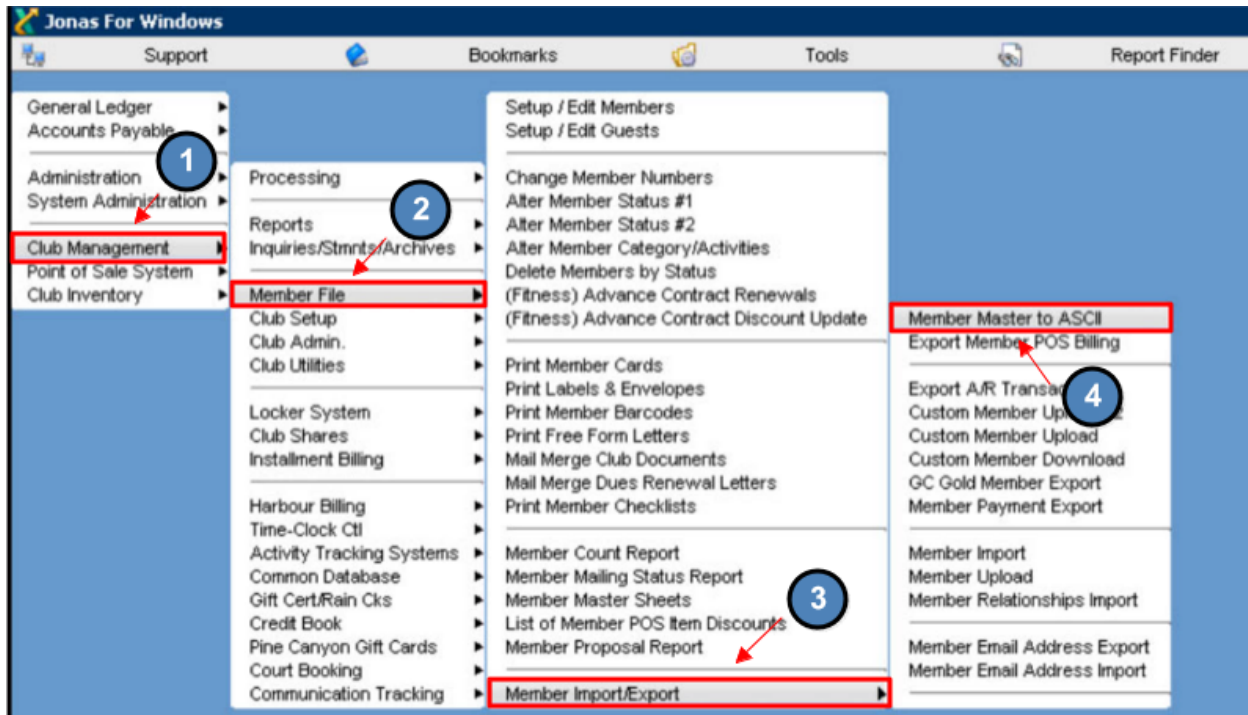 Jonas For Windows
Support Bookmarks Tools Report Finder
General Ledger
Accounts Payable
1
Administration
System Administration
Club Management
Point of Sale System
Club Inventory
Processing
2
Reports
Inquiries/Stmnts/Archives
Member File
Club Setup
Club Admin.
Club Utilities
Locker System
Club Shares
Installment Billing
Harbour Billing
Time-Clock Ctl
Activity Tracking Systems
Common Database
Gift Cert/Rain Cks
Credit Book
Pine Canyon Gift Cards
Court Booking
Communication Tracking
Setup / Edit Members
Setup / Edit Guests
Change Member Numbers
Alter Member Status #1
Alter Member Status #2
Alter Member Category/Activities
Delete Members by Status
(Fitness) Advance Contract Renewals
(Fitness) Advance Contract Discount Update
Print Member Cards
Print Labels & Envelopes
Print Member Barcodes
Print Free Form Letters
Mail Merge Club Documents
Mail Merge Dues Renewal Letters
Print Member Checklists
Member Count Report
Member Mailing Status Report
Member Master Sheets
3
List of Member POS Item Discounts
Member Proposal Report
Member Import/Export
Member Master to ASCII
Export Member POS Billing
4
Export A/R
Custom Member
Custom Member Upload
Custom Member Download
GC Gold Member Export
Member Payment Export
Member Import
Member Upload
Member Relationships Import
Member Email Address Export
Member Email Address Import